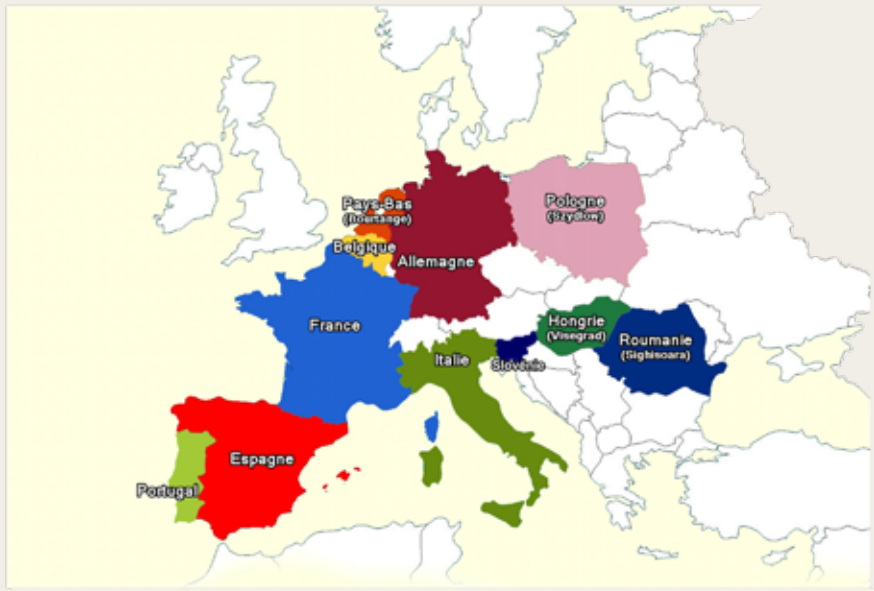 Pays-Bas
(Bourtange)
Belgique
Allemagne
Pologne
(Szydlow)
France
Hongrie
(Visegrad)
Roumanie
(Sighisoara)
Italie
Slovénie
Espagne
Portugal